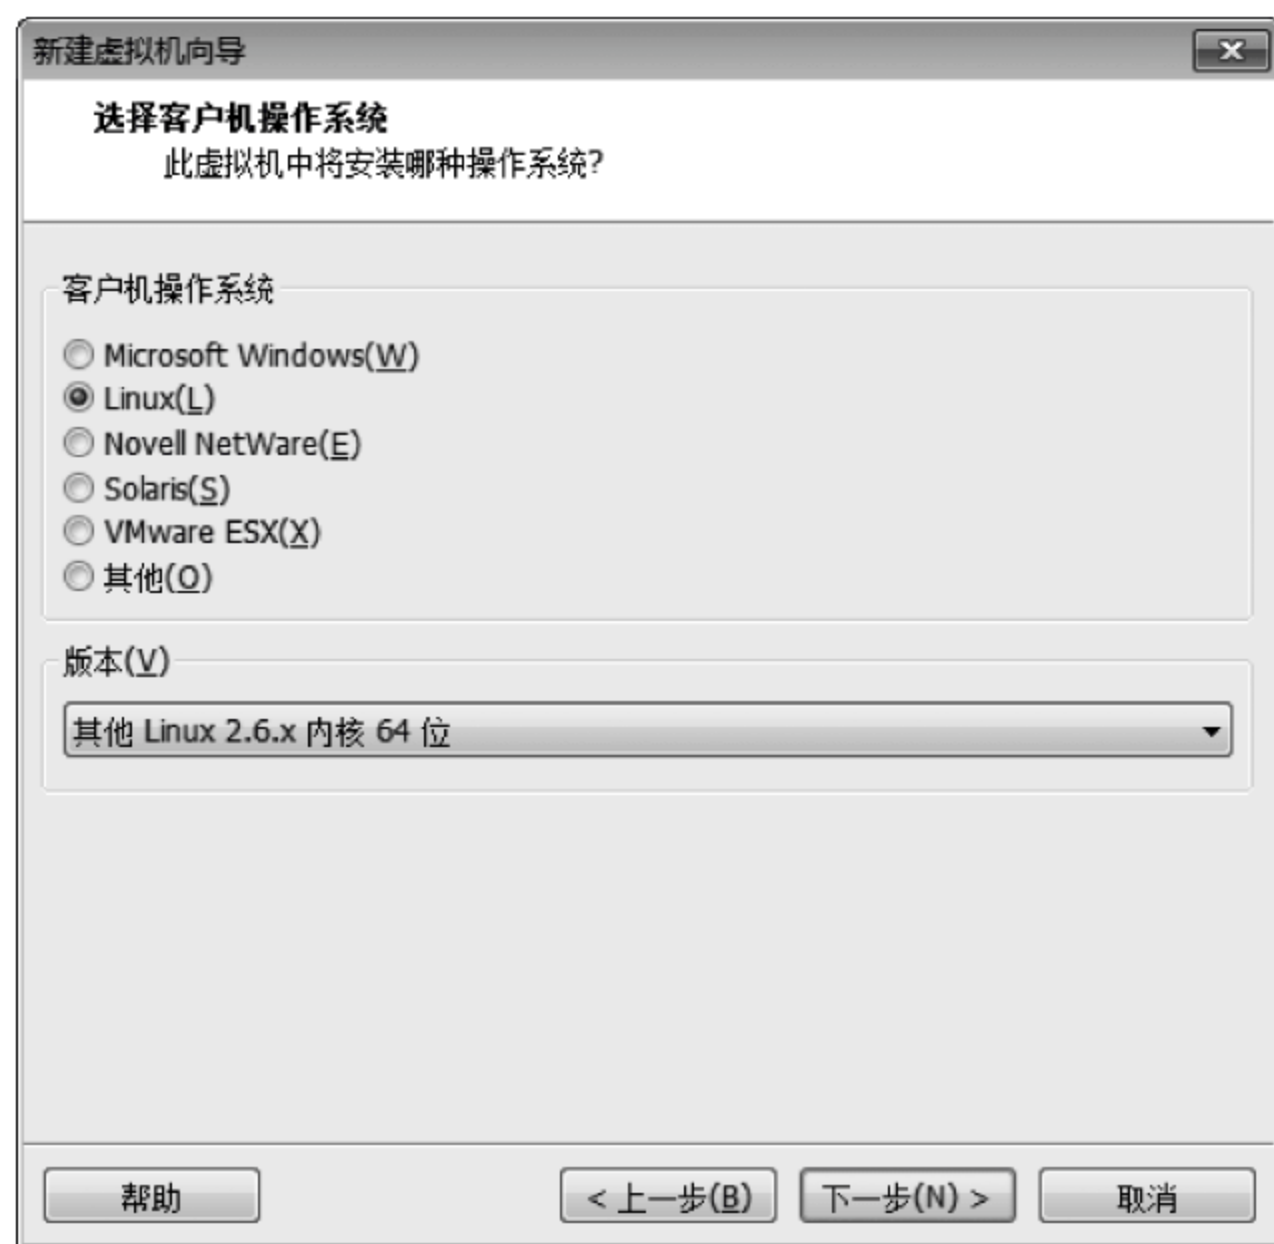 新建虚拟机向导
选择客户机操作系统
此虚拟机中将安装哪种操作系统?
客户机操作系统
Microsoft Windows(W)
Linux(L)
Novell NetWare(E)
Solaris(S)
VMware ESX(X)
其他(O)
版本(V)
其他 Linux 2.6.x 内核 64 位
帮助
< 上一步(B)
下一步(N) >
取消